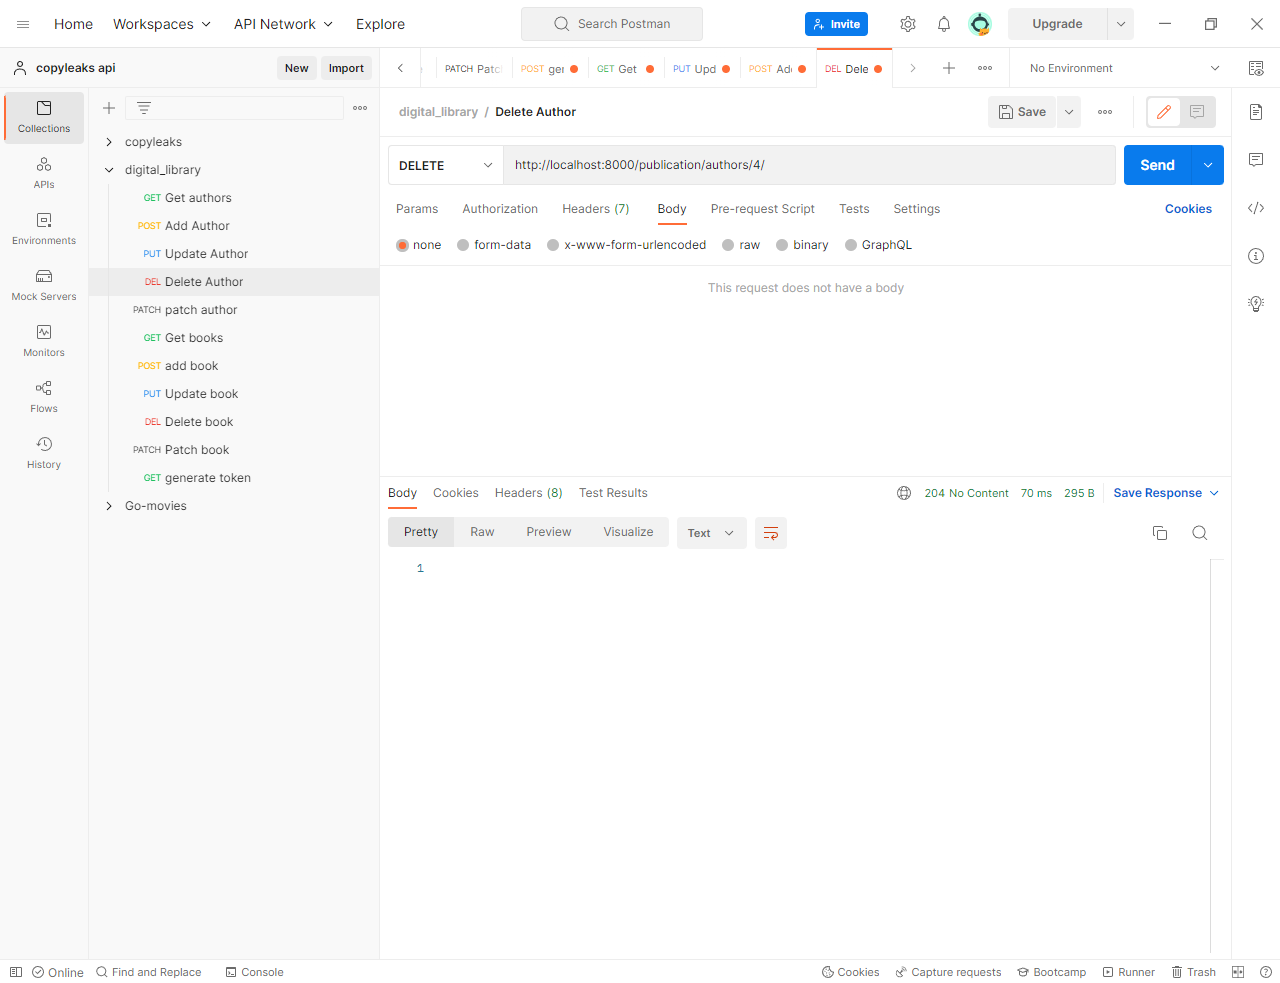 Home Workspaces API Network Explore Search Postman Invite Upgrade
copyleaks api New Import PATCH Patc POST gen GET Get PUT Upd POST Ad DEL Dele No Environment
digital_library / Delete Author Save
Collections
APIs
Environments
Mock Servers
Monitors
Flows
History
copyleaks
digital_library
GET Get authors
POST Add Author
PUT Update Author
DEL Delete Author
PATCH patch author
GET Get books
POST add book
PUT Update book
DEL Delete book
PATCH Patch book
GET generate token
Go-movies
DELETE http://localhost:8000/publication/authors/4/ Send
Params Authorization Headers (7) Body Pre-request Script Tests Settings Cookies
none form-data x-www-form-urlencoded raw binary GraphQL
This request does not have a body
Body Cookies Headers (8) Test Results 204 No Content 70 ms 295 B Save Response
Pretty Raw Preview Visualize Text
1
Online Find and Replace Console Cookies Capture requests Bootcamp Runner Trash